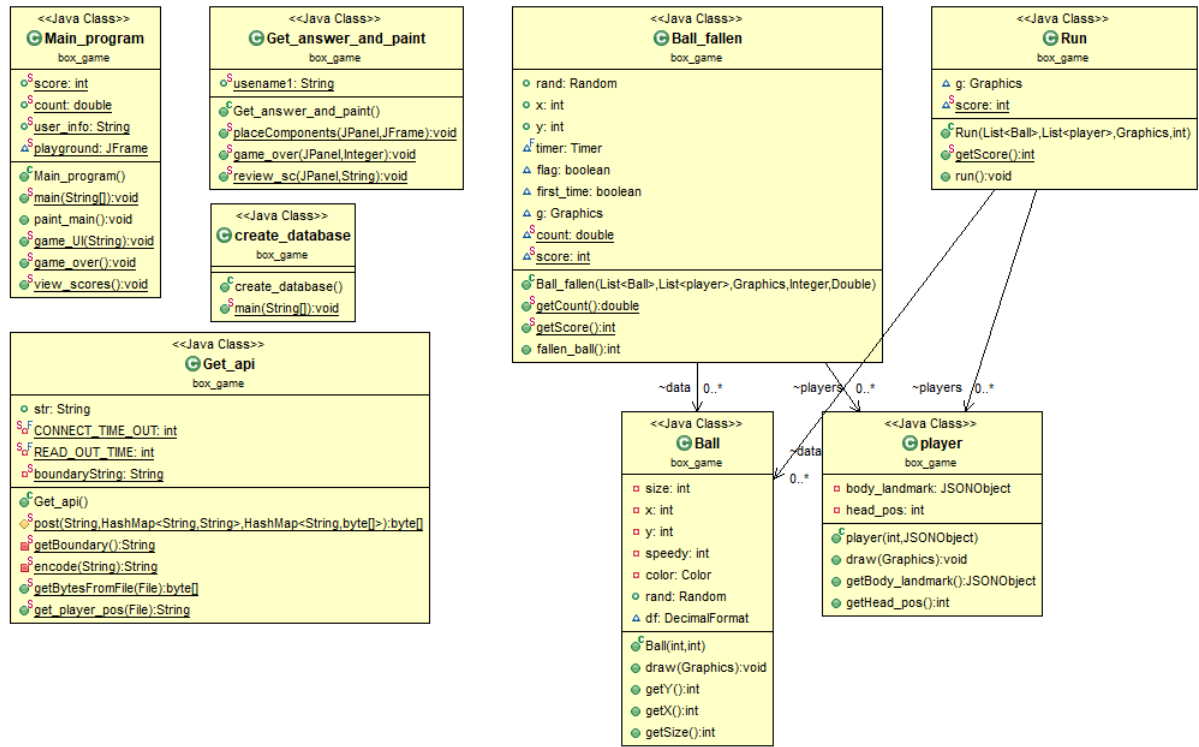 <<Java Class>>
Main_program
box_game
score: int
count: double
user_info: String
playground: JFrame
Main_program()
main(String[]):void
paint_main():void
game_UI(String):void
game_over():void
view_scores():void
<<Java Class>>
Get_answer_and_paint
box_game
usename1: String
Get_answer_and_paint()
placeComponents(JPanel,JFrame):void
game_over(JPanel,Integer):void
review_sc(JPanel,String):void
<<Java Class>>
create_database
box_game
create_database()
main(String[]):void
<<Java Class>>
Get_api
box_game
str: String
CONNECT_TIME_OUT: int
READ_OUT_TIME: int
boundaryString: String
Get_api()
post(String,HashMap<String,String>,HashMap<String,byte[]>):byte[]
getBoundary():String
encode(String):String
getBytesFromFile(File):byte[]
get_player_pos(File):String
<<Java Class>>
Ball_fallen
box_game
rand: Random
x: int
y: int
timer: Timer
flag: boolean
first_time: boolean
g: Graphics
count: double
score: int
Ball_fallen(List<Ball>,List<player>,Graphics,Integer,Double)
getCount():double
getScore():int
fallen_ball():int
<<Java Class>>
Run
box_game
g: Graphics
score: int
Run(List<Ball>,List<player>,Graphics,int)
getScore():int
run():void
~data 0..*
~players 0..*
~players 0..*
~data
0..*
<<Java Class>>
Ball
box_game
size: int
x: int
y: int
speedy: int
color: Color
rand: Random
df: DecimalFormat
Ball(int,int)
draw(Graphics):void
getY():int
getX():int
getSize():int
<<Java Class>>
player
box_game
body_landmark: JSONObject
head_pos: int
player(int,JSONObject)
draw(Graphics):void
getBody_landmark():JSONObject
getHead_pos():int